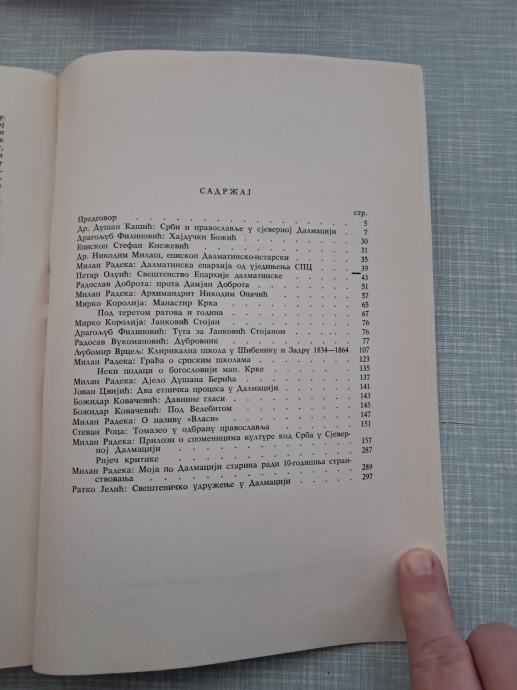 САДРЖАЈ
стр.
Предговор . . . . . . . . . . . . . . 5
Др. Душан Кашић: Срби и православље у сјеверној Далмацији . 7
Драгољуб Филиповић: Хајдучки Божић . . . . . . . 30
Епископ Стефан Кнежевић . . . . . . . . . . 31
Др. Никодим Милаш, епископ Далматинско-истарски . . . . 35
Милан Радека: Далматинска епархија од уједињења СПЦ . . . 39
Петар Олуић: Свештенство Епархије далматинске . . . . . 43
Радослав Доброта: прота Дамјан Доброта . . . . . . 51
Милан Радека: Архимандрит Никодим Опачић . . . . . 57
Мирко Королија: Манастир Крка . . . . . . . . 65
Под теретом ратова и година . . . . . . . . 67
Мирко Королија: Јанковић Стојан . . . . . . . . 76
Драгољуб Филиповић: Туга за Јанковић Стојаном . . . . . 76
Радосав Вукомановић: Дубровник . . . . . . . . 77
Љубомир Врцељ: Клирикална школа у Шибенику и Задру 1834—1864 107
Милан Радека: Грађа о српским школама . . . . . . 123
Неки подаци о богословији ман. Крке . . . . . . 135
Милан Радека: Дјело Душана Берића . . . . . . . 137
Јован Цвијић: Два етничка процеса у Далмацији . . . . . 141
Божидар Ковачевић: Давнине гласи . . . . . . . 143
Божидар Ковачевић: Под Велебитом . . . . . . . 145
Милан Радека: О називу »Власи« . . . . . . . . 147
Стеван Роца: Томазео у одбрану православља . . . . . 151
Милан Радека: Прилози о споменицима културе код Срба у Сјевер-
ној Далмацији . . . . . . . . . . . 157
Ријеч критике . . . . . . . . . . . 287
Милан Радека: Моја по Далмацији старина ради 10-годишња стран-
ствовања . . . . . . . . . . . . 289
Ратко Јелић: Свештеничко удружење у Далмацији . . . . . 297